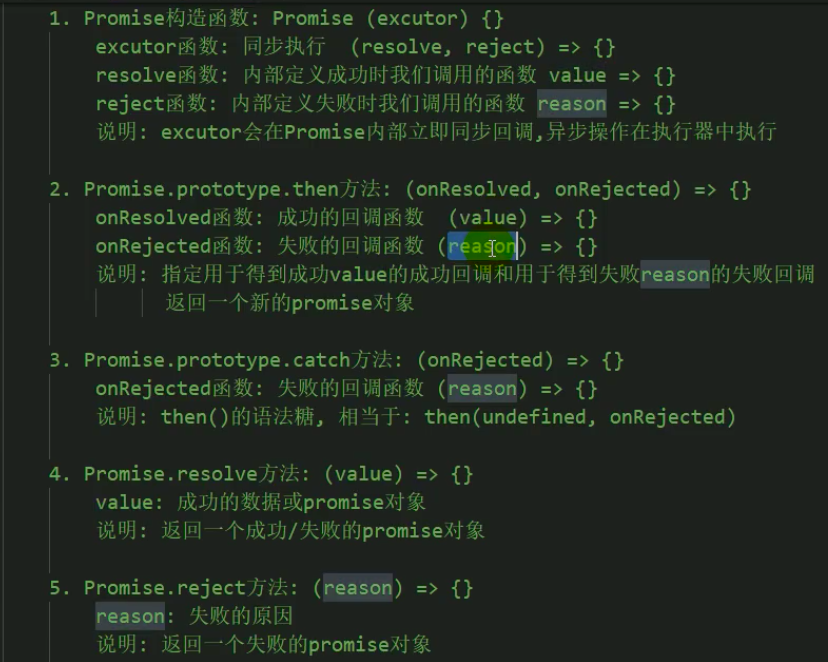 1. Promise构造函数: Promise (excutor) {}
excutor函数: 同步执行 (resolve, reject) => {}
resolve函数: 内部定义成功时我们调用的函数 value => {}
reject函数: 内部定义失败时我们调用的函数 reason => {}
说明: excutor会在Promise内部立即同步回调,异步操作在执行器中执行
2. Promise.prototype.then方法: (onResolved, onRejected) => {}
onResolved函数: 成功的回调函数 (value) => {}
onRejected函数: 失败的回调函数 (reason) => {}
说明: 指定用于得到成功value的成功回调和用于得到失败reason的失败回调
返回一个新的promise对象
3. Promise.prototype.catch方法: (onRejected) => {}
onRejected函数: 失败的回调函数 (reason) => {}
说明: then()的语法糖, 相当于: then(undefined, onRejected)
4. Promise.resolve方法: (value) => {}
value: 成功的数据或promise对象
说明: 返回一个成功/失败的promise对象
5. Promise.reject方法: (reason) => {}
reason: 失败的原因
说明: 返回一个失败的promise对象